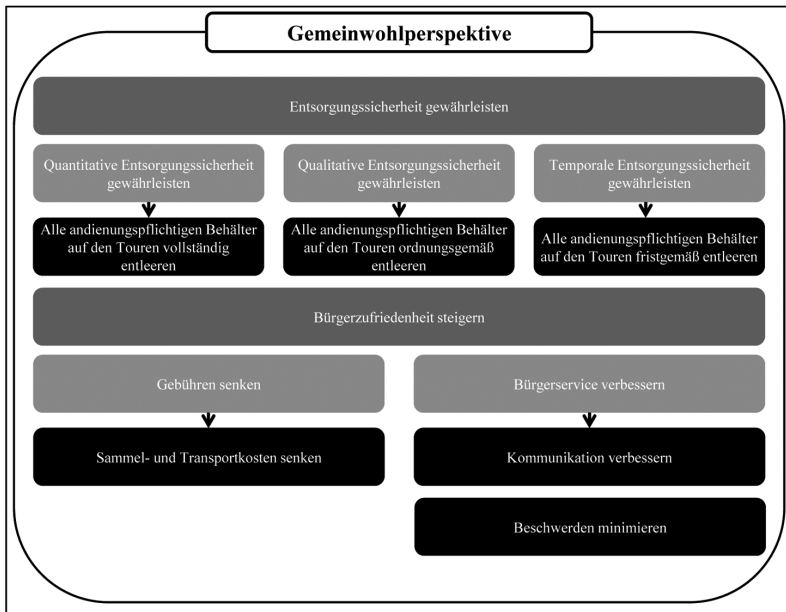 Gemeinwohlperspektive
Entsorgungssicherheit gewährleisten
Quantitative Entsorgungssicherheit
gewährleisten
Qualitative Entsorgungssicherheit
gewährleisten
Temporale Entsorgungssicherheit
gewährleisten
Alle andienungspflichtigen Behälter
auf den Touren vollständig
entleeren
Alle andienungspflichtigen Behälter
auf den Touren ordnungsgemäß
entleeren
Alle andienungspflichtigen Behälter
auf den Touren fristgemäß entleeren
Bürgerzufriedenheit steigern
Gebühren senken
Bürgerservice verbessern
Sammel- und Transportkosten senken
Kommunikation verbessern
Beschwerden minimieren